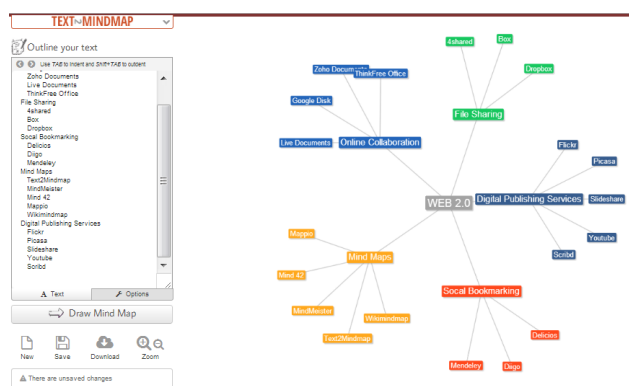 TEXT~MINDMAP
Outline your text
Use TAB to Indent and Shift+TAB to outdent
Zoho Documents
Live Documents
ThinkFree Office
File Sharing
4shared
Box
Dropbox
Socal Bookmarking
Delicios
Diigo
Mendeley
Mind Maps
Text2Mindmap
MindMeister
Mind 42
Mappio
Wikimindmap
Digital Publishing Services
Flickr
Picasa
Slideshare
Youtube
Scribd
A Text
Options
Draw Mind Map
New
Save
Download
Zoom
There are unsaved changes
4shared
Box
Dropbox
File Sharing
Zoho Documents
ThinkFree Office
Google Disk
Live Documents
Online Collaboration
WEB 2.0
Digital Publishing Services
Flickr
Picasa
Slideshare
Youtube
Scribd
Mind Maps
Mappio
Mind 42
MindMeister
Text2Mindmap
Wikimindmap
Socal Bookmarking
Delicios
Diigo
Mendeley